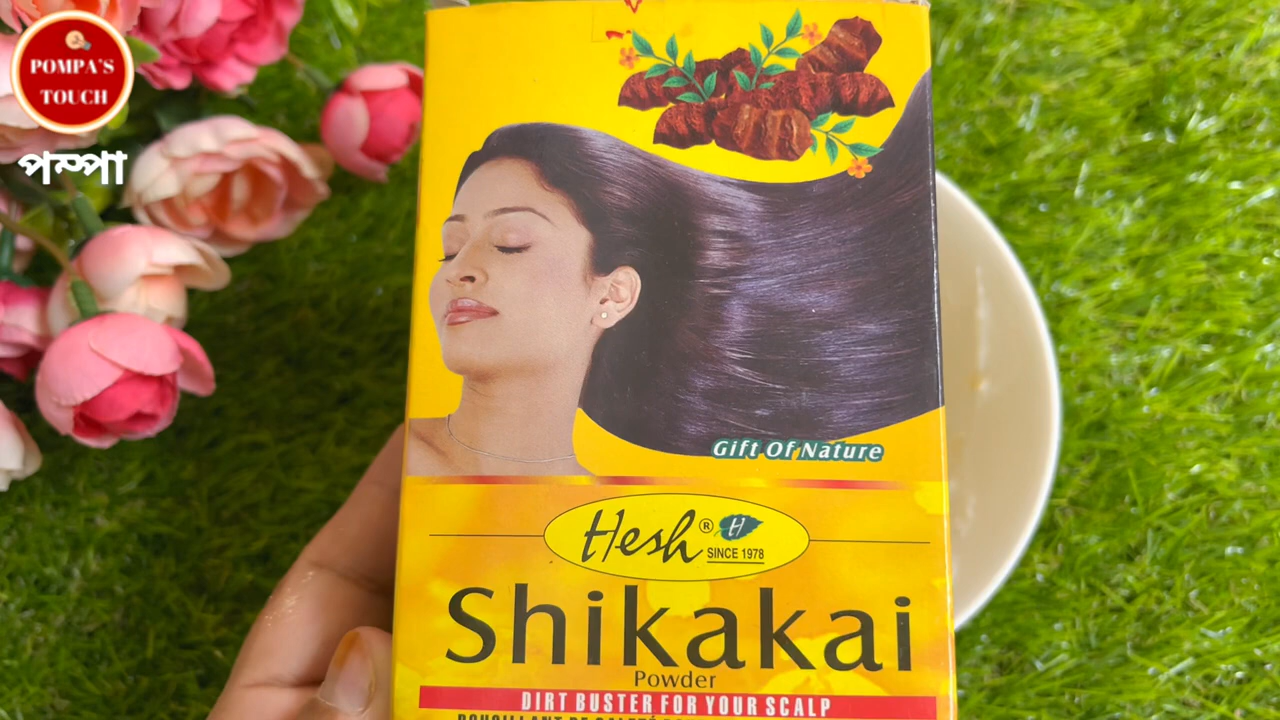 POMPA'S
TOUCH
পম্পা
Gift Of Nature
Hesh® H
SINCE 1978
Shikakai
Powder
DIRT BUSTER FOR YOUR SCALP